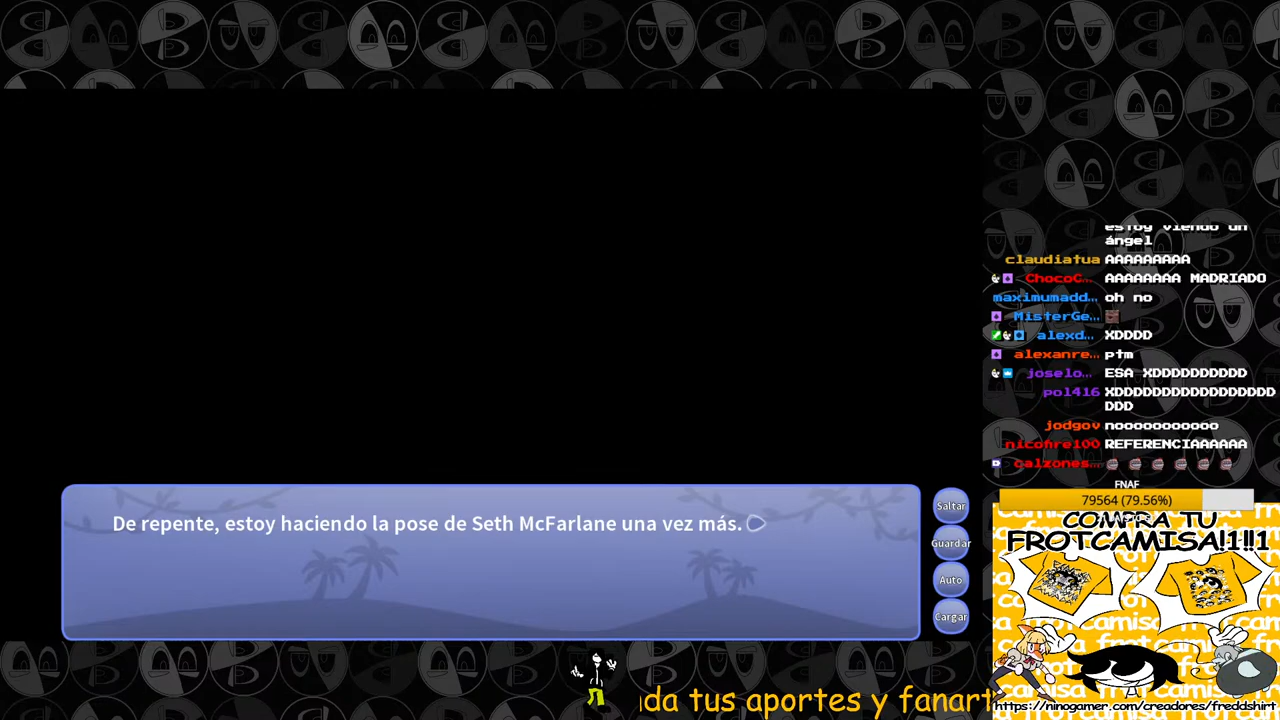 estoy viendo un
ángel
claudiatua AAAAAAAAA
ChocoC... AAAAAAAA MADRIADO
maximumadd... oh no
MisterGe...
alexd... XDDDD
alexanre... ptm
joselo... ESA XDDDDDDDDDD
pol416 XDDDDDDDDDDDDDDDDD
DDD
jodgov nooooooooooo
nicofire100 REFERENCIAAAAAA
calzones...
FNAF
79564 (79.56%)
COMPRA TU
FROTCAMISA!1!!1
https://ninogamer.com/creadores/freddshirt
De repente, estoy haciendo la pose de Seth McFarlane una vez más.
Saltar
Guardar
Auto
Cargar
da tus aportes y fanart